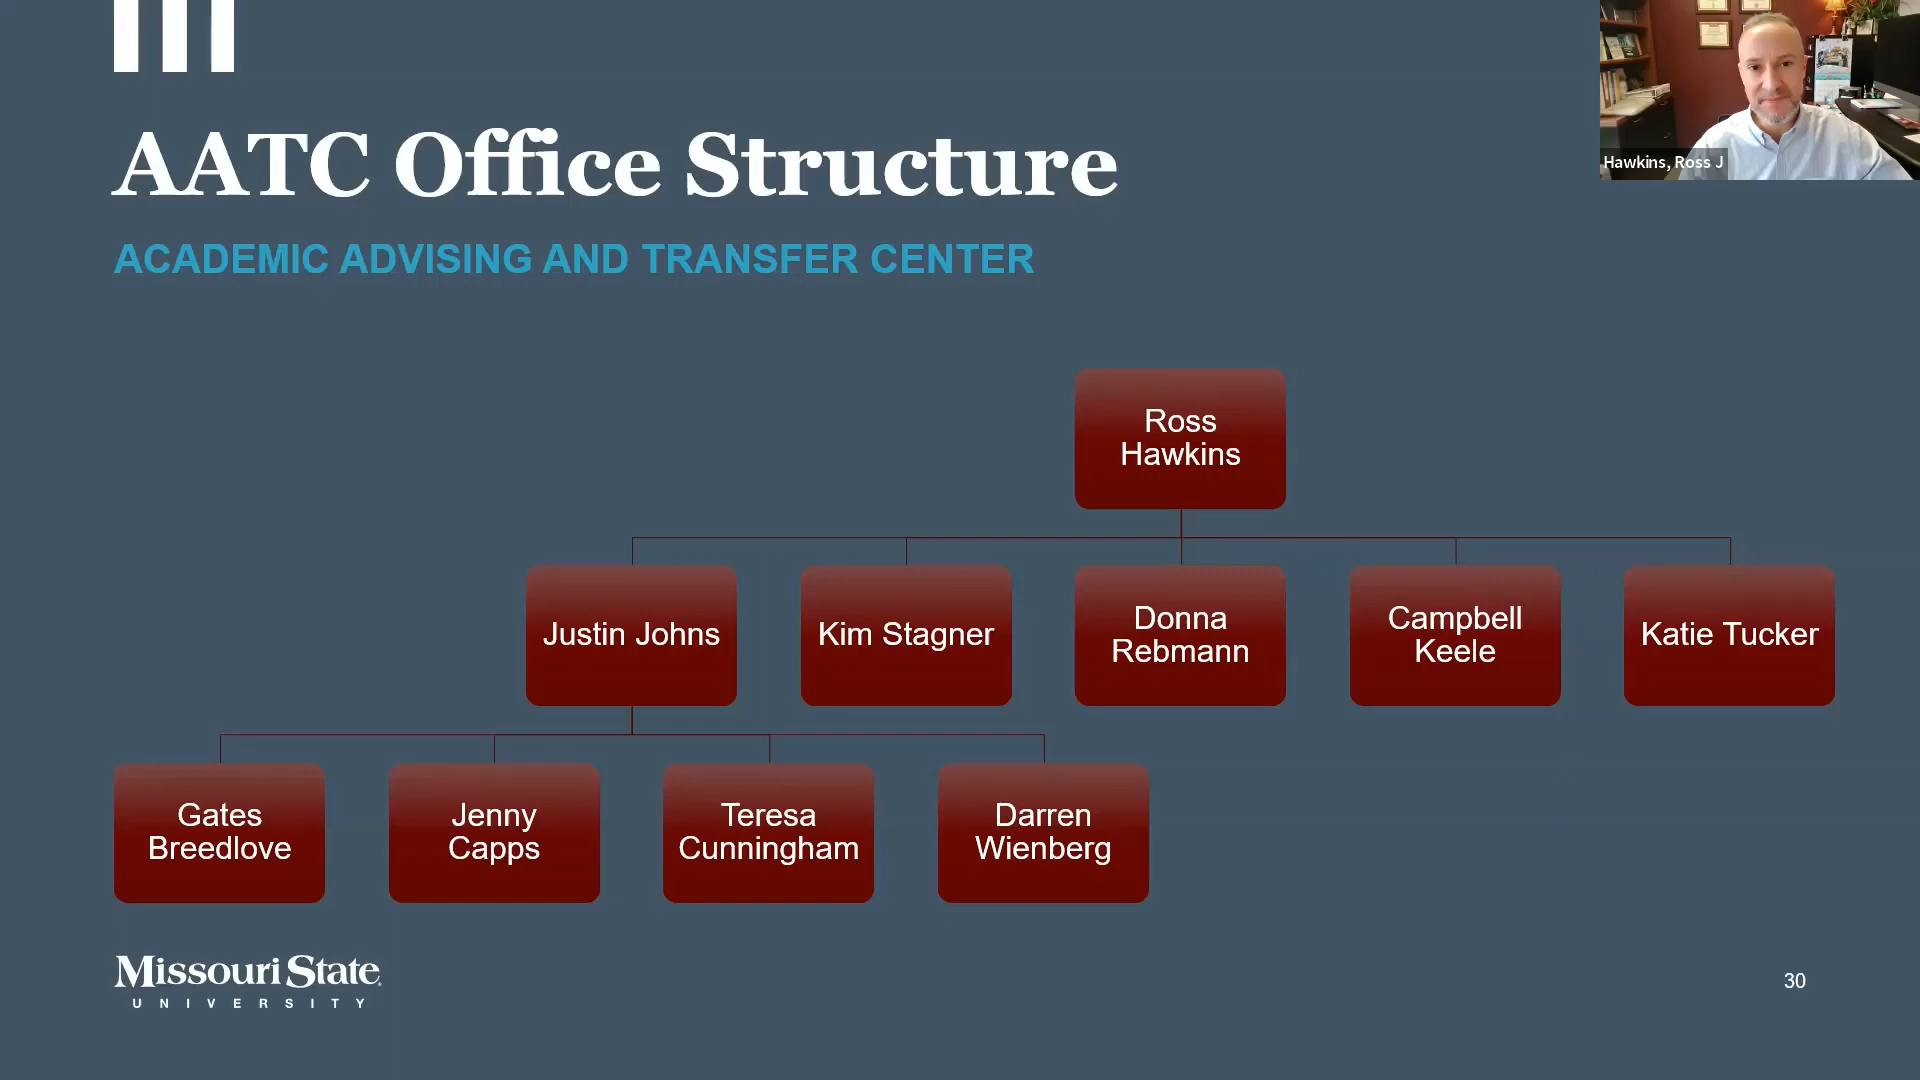 AATC Office Structure
ACADEMIC ADVISING AND TRANSFER CENTER
Hawkins, Ross J
Ross
Hawkins
Justin Johns
Kim Stagner
Donna
Rebmann
Campbell
Keele
Katie Tucker
Gates
Breedlove
Jenny
Capps
Teresa
Cunningham
Darren
Wienberg
Missouri State
UNIVERSITY
30